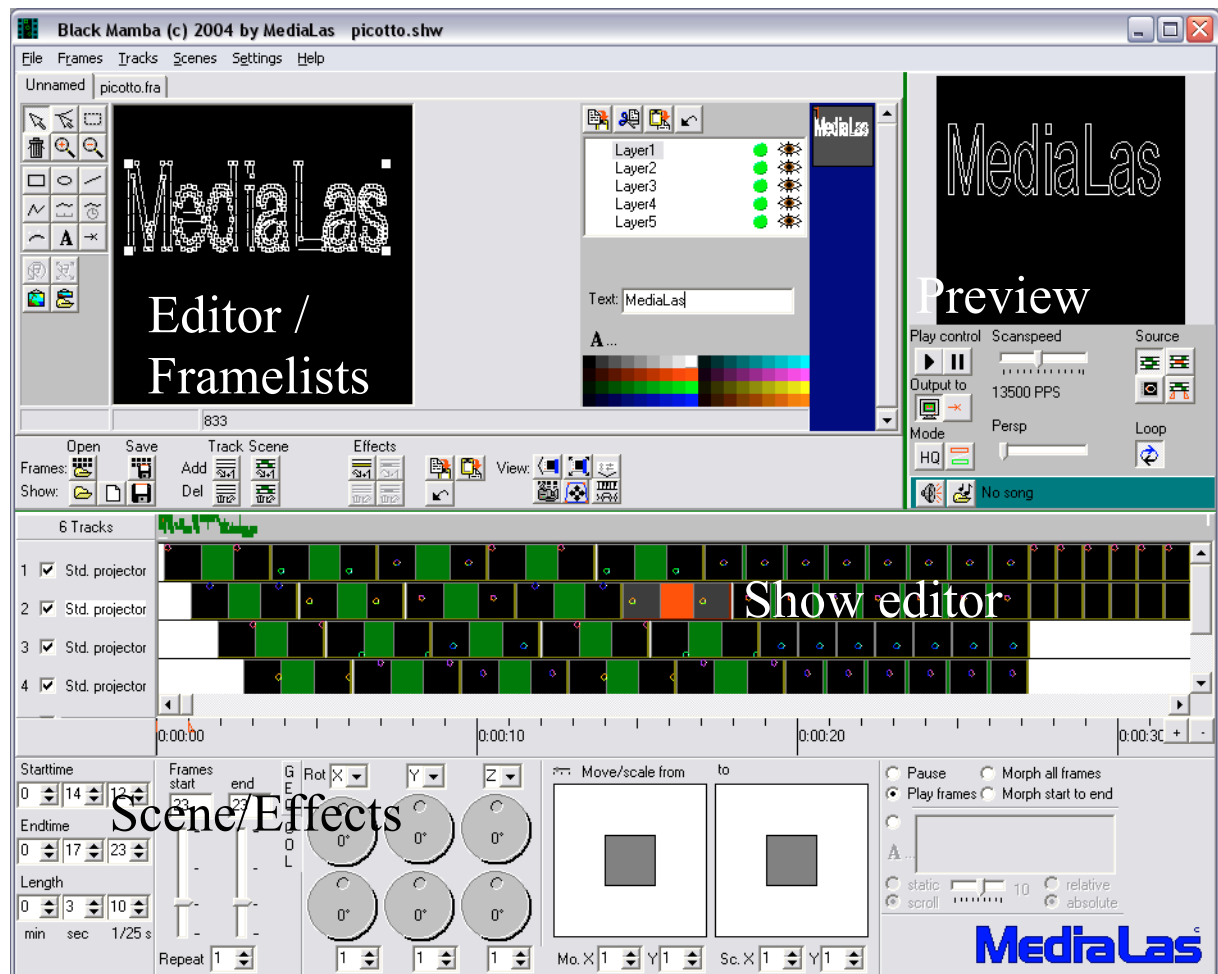 Black Mamba (c) 2004 by MediaLas picotto.shw
File Frames Tracks Scenes Settings Help
Unnamed picotto.fra
MediaLas
MediaLas
MediaLas
Layer1
Layer2
Layer3
Layer4
Layer5
Text: MediaLas
A ...
Editor /
Framelists
Preview
833
Play control Scanspeed Source
13500 PPS
Output to
Persp Loop
Mode
HQ
No song
Open Save Track Scene Effects
Frames: Add View:
Show: Del
6 Tracks
1 Std. projector
2 Std. projector
3 Std. projector
4 Std. projector
Show editor
0:00:00 0:00:10 0:00:20 0:00:30 + -
Starttime
0 14 12
Endtime
0 17 23
Length
0 3 10
min sec 1/25 s
Scene/Effects
Frames
start end
23 23
Repeat 1
Rot X Y Z
0° 0° 0°
0° 0° 0°
1 1 1
Move/scale from to
Mo. X 1 Y 1 Sc. X 1 Y 1
Pause Morph all frames
Play frames Morph start to end
A ...
static 10 relative
scroll absolute
MediaLas